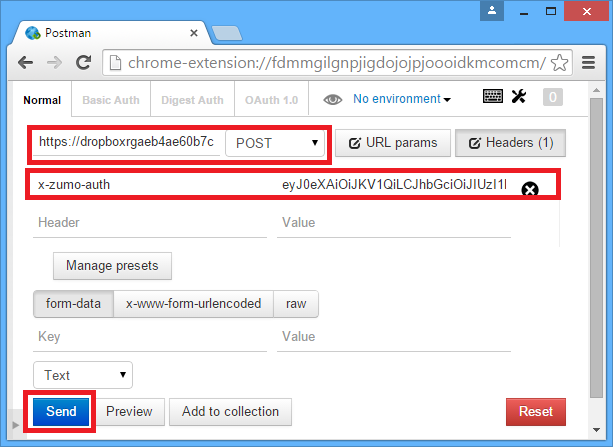 Postman
chrome-extension://fdmmgilgnpjigdojojpjoooidkmcomcm/
Normal Basic Auth Digest Auth OAuth 1.0 No environment 0
https://dropboxrgaeb4ae60b7c POST URL params Headers (1)
x-zumo-auth eyJ0eXAiOiJKV1QiLCJhbGciOiJIUzI1
Header Value
Manage presets
form-data x-www-form-urlencoded raw
Key Value
Text
Send Preview Add to collection Reset